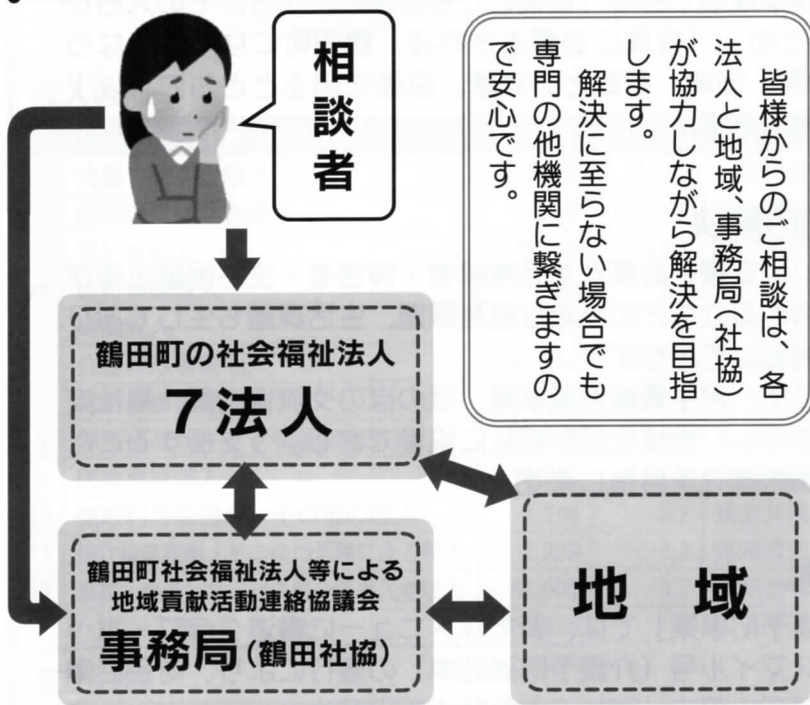 皆様からのご相談は、各
法人と地域、事務局(社協)
が協力しながら解決を目指
します。
解決に至らない場合でも
専門の他機関に繋ぎますの
で安心です。
相談者
鶴田町の社会福祉法人
7法人
鶴田町社会福祉法人等による
地域貢献活動連絡協議会
事務局(鶴田社協)
地域